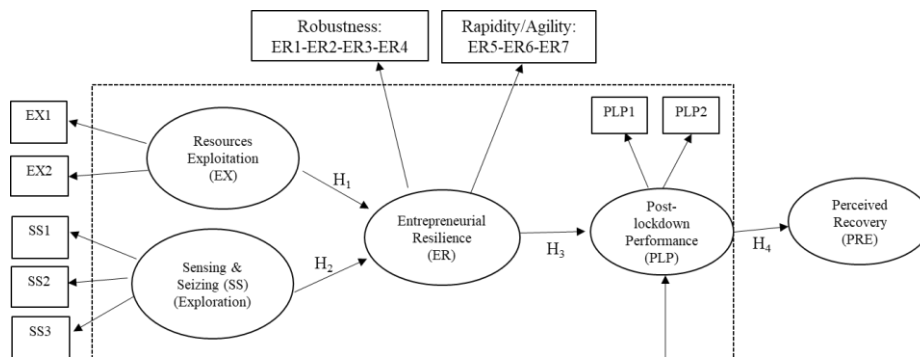 Robustness:
ER1-ER2-ER3-ER4
Rapidity/Agility:
ER5-ER6-ER7
EX1
EX2
Resources
Exploitation
(EX)
PLP1
PLP2
H1
SS1
SS2
SS3
Sensing &
Seizing (SS)
(Exploration)
H2
Entrepreneurial
Resilience
(ER)
H3
Post-
lockdown
Performance
(PLP)
H4
Perceived
Recovery
(PRE)